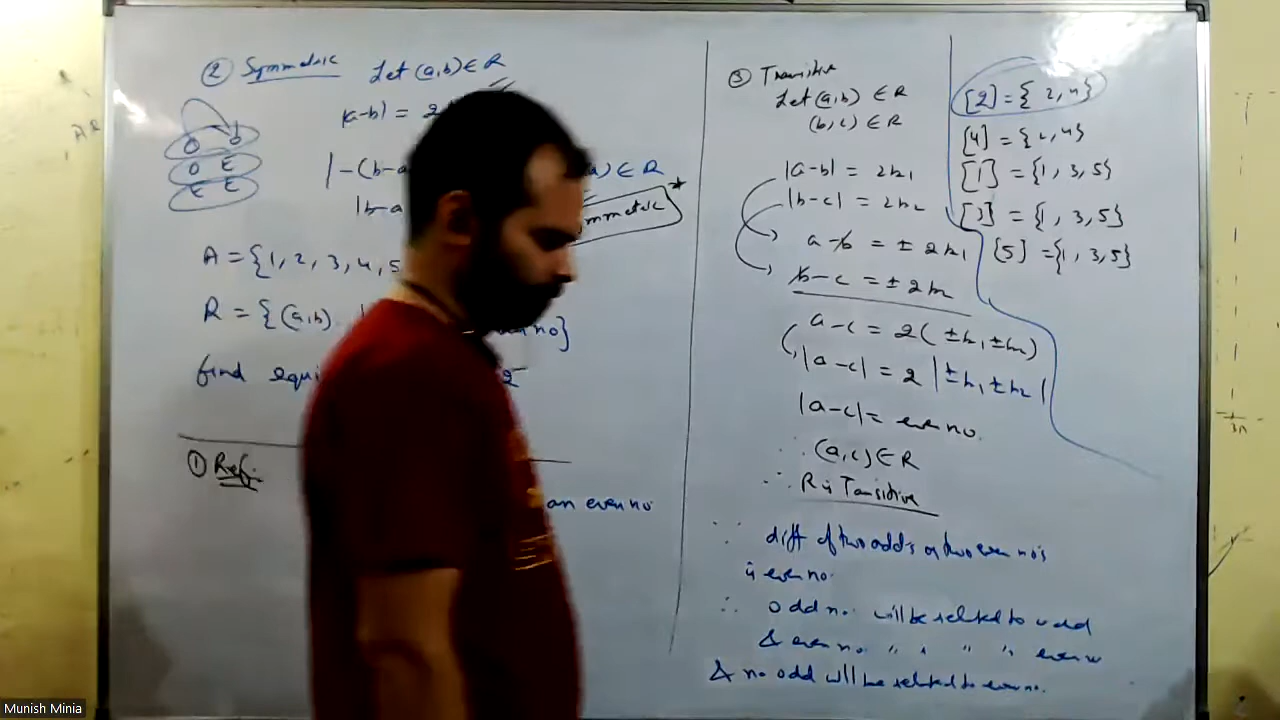 ② Symmetric Let (a,b) ∈ R
|a-b| = 2
|-(b-a
a) ∈ R
|b-a
mmetric
O O
O E
E E
A = {1, 2, 3, 4, 5
R = {(a,b)
no}
find equi
2
① Refl
an even no
③ Transitive
Let (a,b) ∈ R
(b,c) ∈ R
|a-b| = 2k₁
|b-c| = 2k₂
a-b = ± 2k₁
b-c = ± 2k₂
a-c = 2(±k₁±k₂)
|a-c| = 2 |±k₁±k₂|
|a-c| = even no.
∴ (a,c) ∈ R
∴ R is Transitive
[2] = {2,4}
[4] = {2,4}
[1] = {1, 3, 5}
[3] = {1, 3, 5}
[5] = {1, 3, 5}
∵ diff of two odds or two even no's
is even no.
∴ odd no. will be related to odd
& even no. " " " " even
& no odd will be related to even no.
Munish Minia